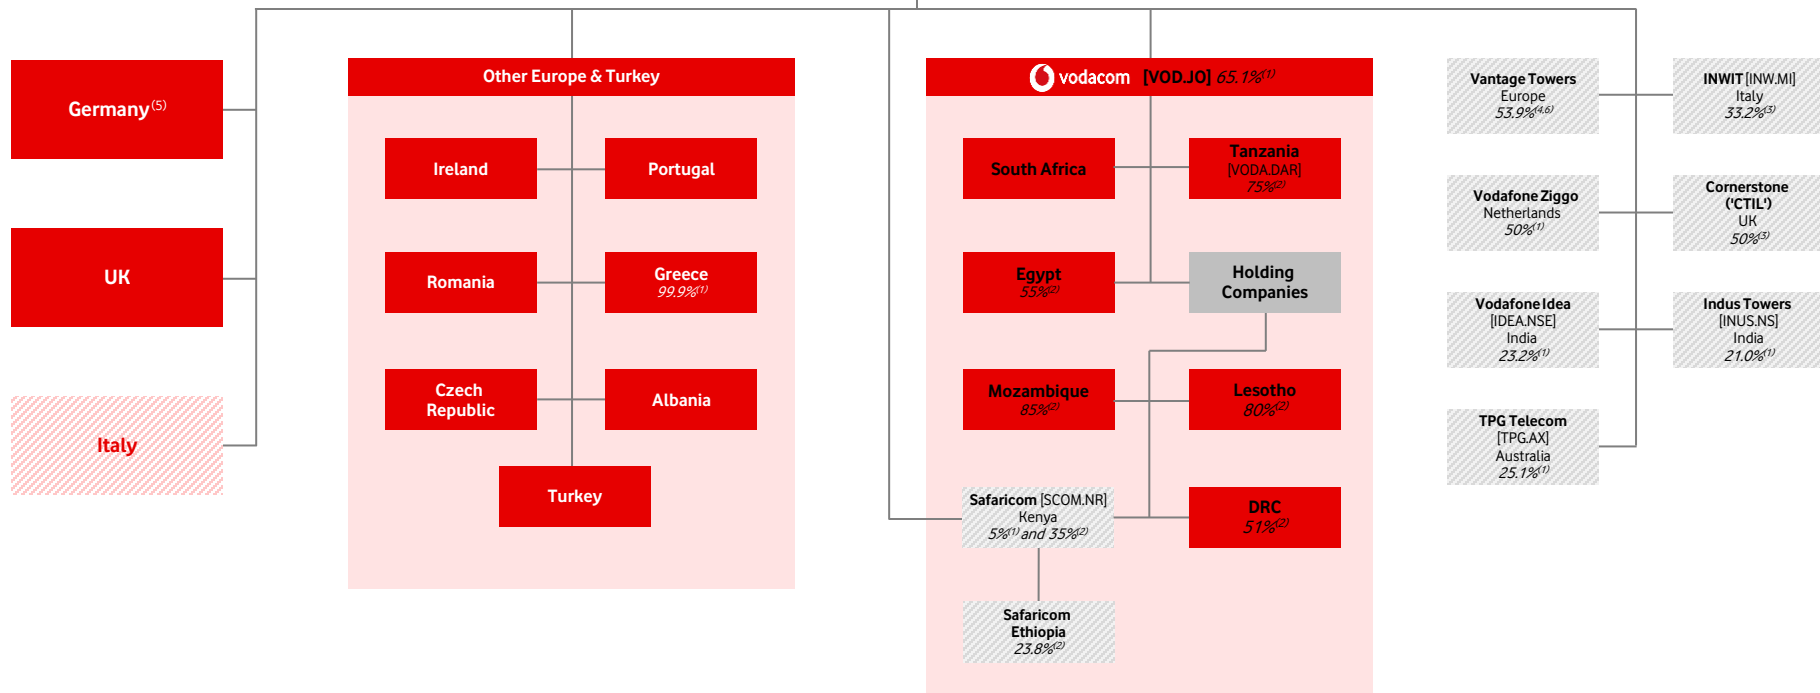 Germany(5)
UK
Italy
Other Europe & Turkey
Ireland
Portugal
Romania
Greece
99.9%(1)
Czech
Republic
Albania
Turkey
vodacom [VOD.JO] 65.1%(1)
South Africa
Tanzania
[VODA.DAR]
75%(2)
Egypt
55%(2)
Holding
Companies
Mozambique
85%(2)
Lesotho
80%(2)
Safaricom [SCOM.NR]
Kenya
5%(1) and 35%(2)
DRC
51%(2)
Safaricom
Ethiopia
23.8%(2)
Vantage Towers
Europe
53.9%(4,6)
INWIT [INW.MI]
Italy
33.2%(3)
Vodafone Ziggo
Netherlands
50%(1)
Cornerstone
('CTIL')
UK
50%(3)
Vodafone Idea
[IDEA.NSE]
India
23.2%(1)
Indus Towers
[INUS.NS]
India
21.0%(1)
TPG Telecom
[TPG.AX]
Australia
25.1%(1)